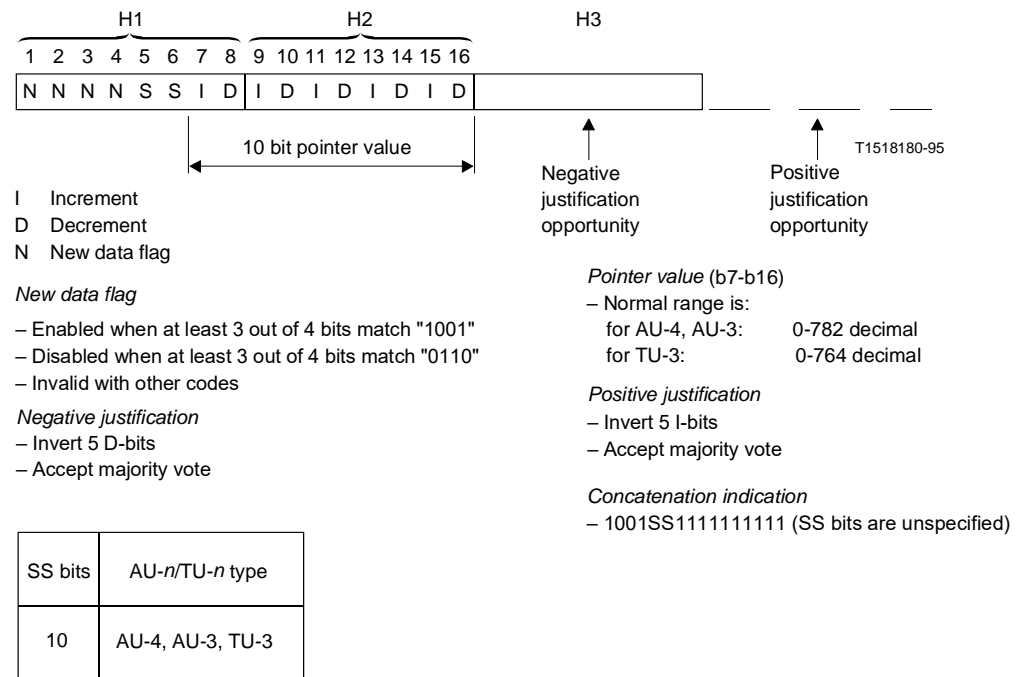 H1 H2 H3
1 2 3 4 5 6 7 8 9 10 11 12 13 14 15 16
N N N N S S I D I D I D I D I D
10 bit pointer value
T1518180-95
Negative
justification
opportunity
Positive
justification
opportunity
I Increment
D Decrement
N New data flag
New data flag
– Enabled when at least 3 out of 4 bits match "1001"
– Disabled when at least 3 out of 4 bits match "0110"
– Invalid with other codes
Negative justification
– Invert 5 D-bits
– Accept majority vote
Pointer value (b7-b16)
– Normal range is:
for AU-4, AU-3: 0-782 decimal
for TU-3: 0-764 decimal
Positive justification
– Invert 5 I-bits
– Accept majority vote
Concatenation indication
– 1001SS1111111111 (SS bits are unspecified)
SS bits AU-n/TU-n type
10 AU-4, AU-3, TU-3